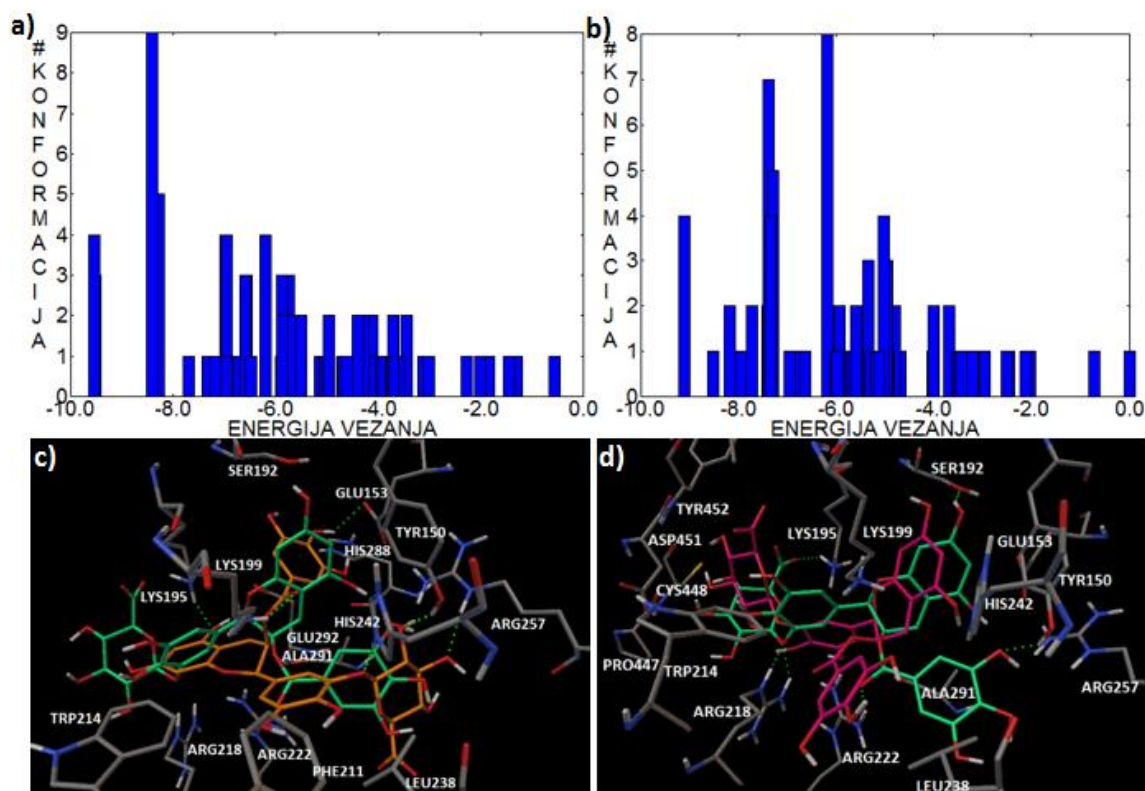 a)
#KONFORMACIJA
9
8
7
6
5
4
3
2
1
0
-10.0 -8.0 -6.0 -4.0 -2.0 0.0
ENERGIJA VEZANJA
b)
#KONFORMACIJA
8
7
6
5
4
3
2
1
0
-10.0 -8.0 -6.0 -4.0 -2.0 0.0
ENERGIJA VEZANJA
c)
SER192
GLU153
TYR150
HIS288
LYS199
LYS195
HIS242
ARG257
GLU292
ALA291
TRP214
ARG218
ARG222
PHE211
LEU238
d)
SER192
TYR452
LYS195
LYS199
ASP451
GLU153
TYR150
CYS448
HIS242
PRO447
TRP214
ALA291
ARG257
ARG218
ARG222
LEU238